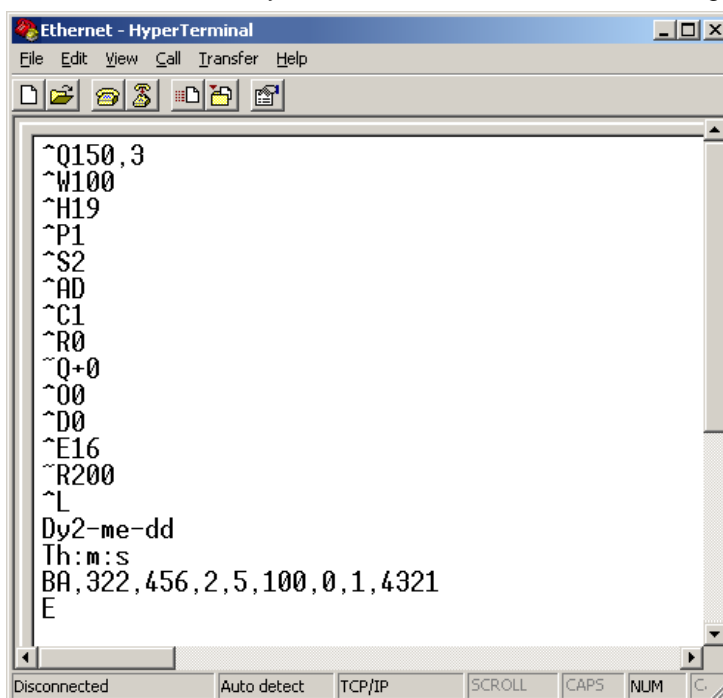 Ethernet - HyperTerminal
File Edit View Call Transfer Help
^Q150,3
^W100
^H19
^P1
^S2
^AD
^C1
^R0
~Q+0
^O0
^D0
^E16
~R200
^L
Dy2-me-dd
Th:m:s
BA,322,456,2,5,100,0,1,4321
E
Disconnected Auto detect TCP/IP SCROLL CAPS NUM